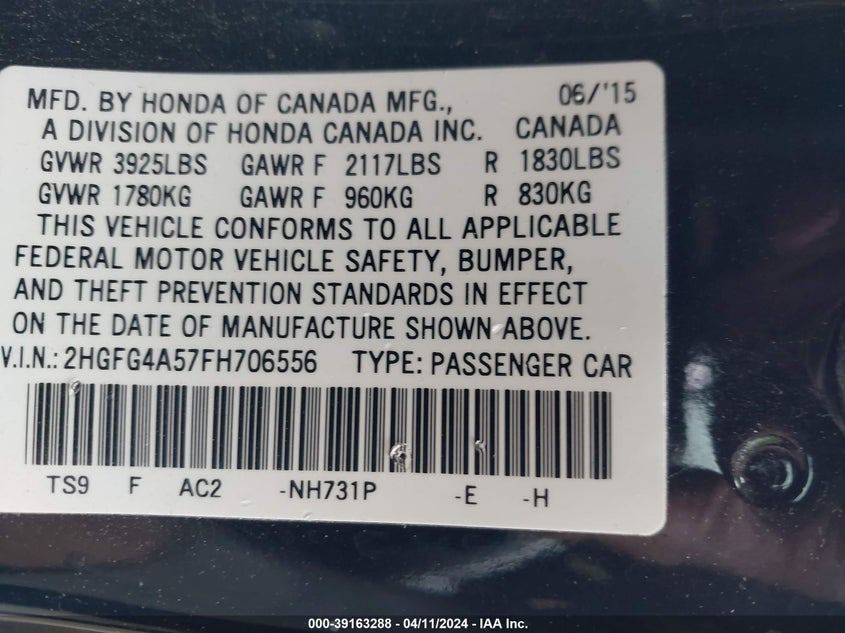 MFD. BY HONDA OF CANADA MFG., 06/'15
A DIVISION OF HONDA CANADA INC. CANADA
GVWR 3925LBS GAWR F 2117LBS R 1830LBS
GVWR 1780KG GAWR F 960KG R 830KG
THIS VEHICLE CONFORMS TO ALL APPLICABLE
FEDERAL MOTOR VEHICLE SAFETY, BUMPER,
AND THEFT PREVENTION STANDARDS IN EFFECT
ON THE DATE OF MANUFACTURE SHOWN ABOVE.
V.I.N.: 2HGFG4A57FH706556 TYPE: PASSENGER CAR
TS9 F AC2 -NH731P -E -H
000-39163288 - 04/11/2024 - IAA Inc.